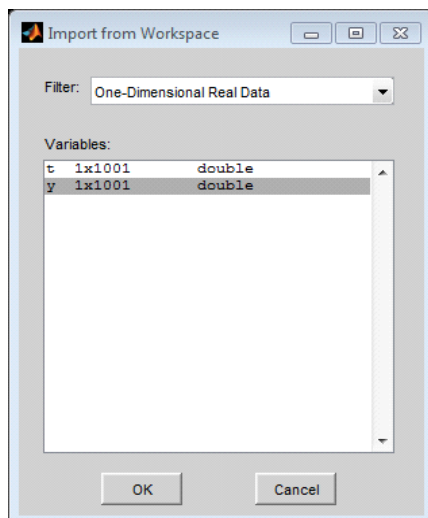 Import from Workspace
Filter: One-Dimensional Real Data
Variables:
t 1x1001 double
y 1x1001 double
OK Cancel